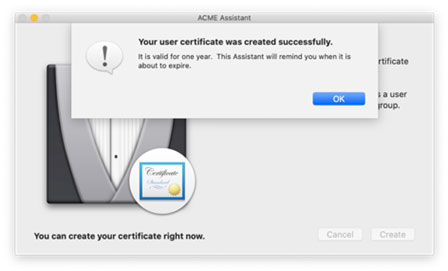 ACME Assistant
Your user certificate was created successfully.
It is valid for one year. This Assistant will remind you when it is
about to expire.
OK
rtificate
s a user
group.
Certificate
Standard
You can create your certificate right now.
Cancel
Create